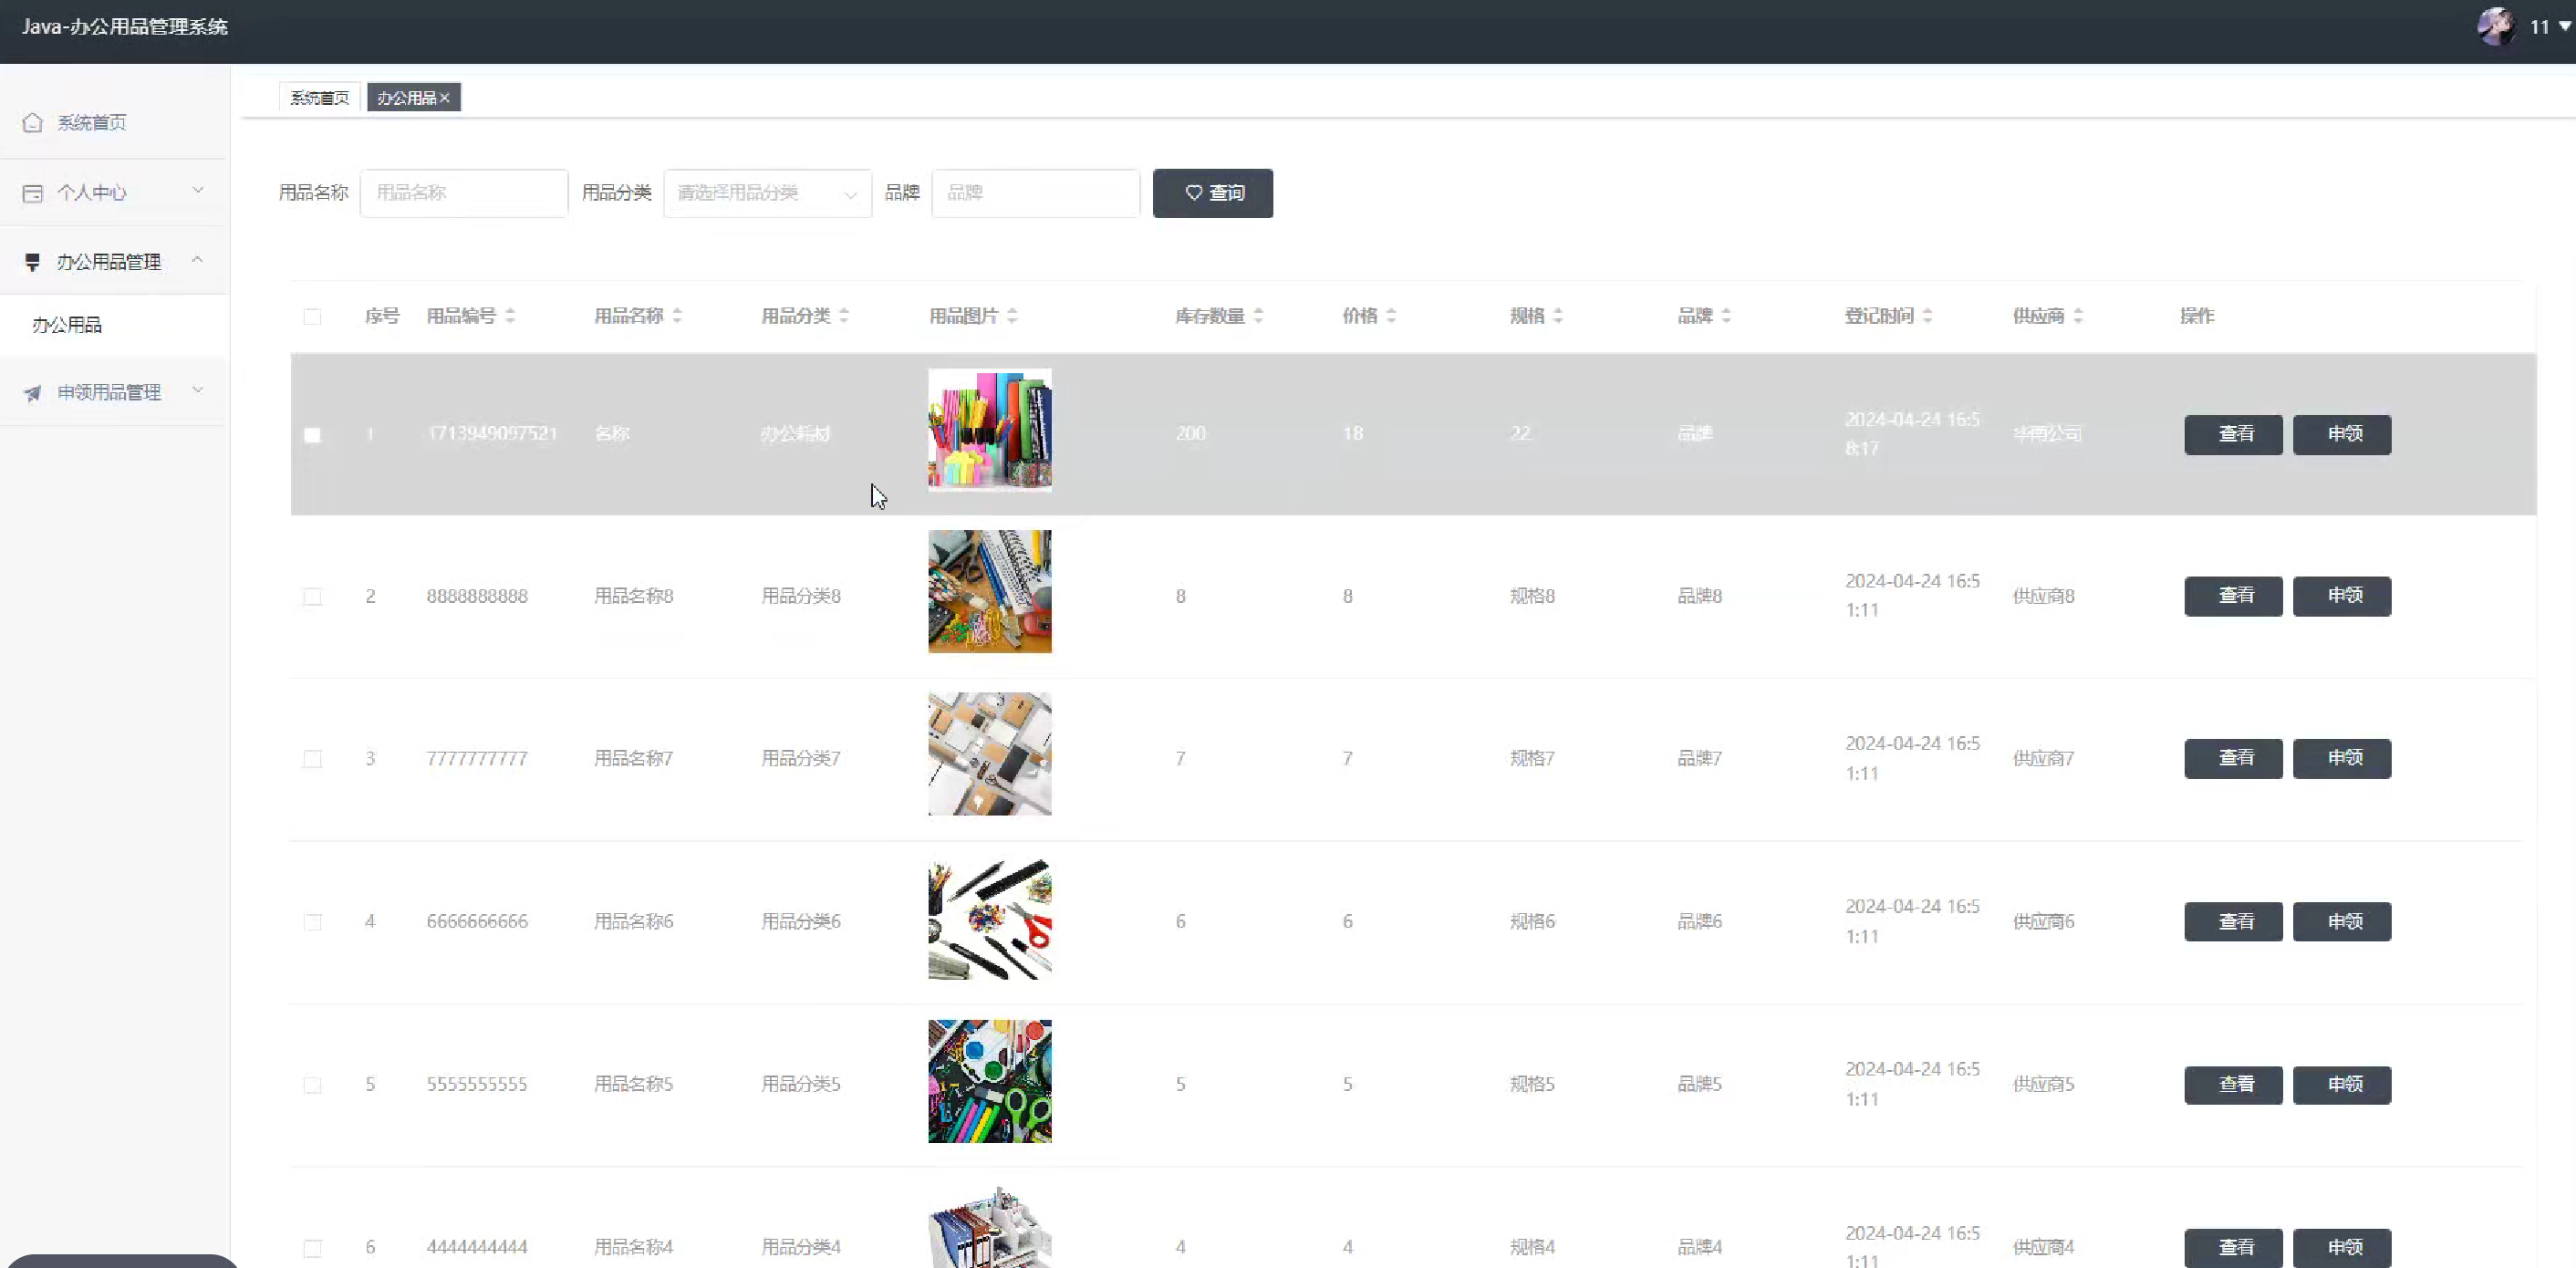 Java-办公用品管理系统
11
系统首页
个人中心
办公用品管理
办公用品
申领用品管理
系统首页 办公用品×
用品名称 用品名称 用品分类 请选择用品分类 品牌 品牌 查询
序号 用品编号 用品名称 用品分类 用品图片 库存数量 价格 规格 品牌 登记时间 供应商 操作
1 1713949097521 名称 办公耗材 200 18 22 品牌 2024-04-24 16:5 华南公司 查看 申领
8:17
2 8888888888 用品名称8 用品分类8 8 8 规格8 品牌8 2024-04-24 16:5 供应商8 查看 申领
1:11
3 7777777777 用品名称7 用品分类7 7 7 规格7 品牌7 2024-04-24 16:5 供应商7 查看 申领
1:11
4 6666666666 用品名称6 用品分类6 6 6 规格6 品牌6 2024-04-24 16:5 供应商6 查看 申领
1:11
5 5555555555 用品名称5 用品分类5 5 5 规格5 品牌5 2024-04-24 16:5 供应商5 查看 申领
1:11
6 4444444444 用品名称4 用品分类4 4 4 规格4 品牌4 2024-04-24 16:5 供应商4 查看 申领
1:11